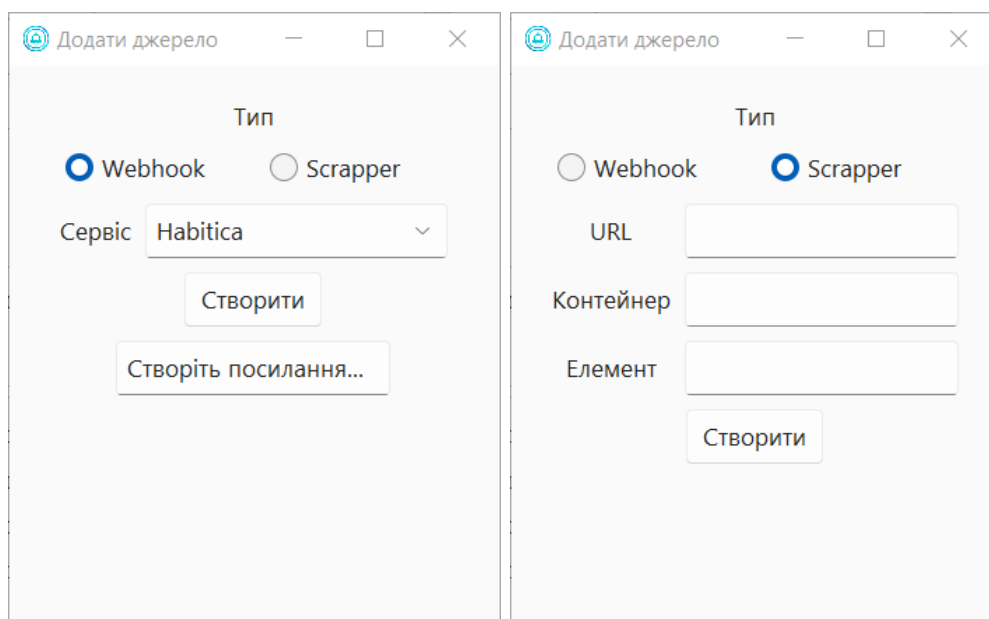 Додати джерело
Тип
Webhook Scrapper
Сервіс Habitica
Створити
Створіть посилання...
Додати джерело
Тип
Webhook Scrapper
URL
Контейнер
Елемент
Створити